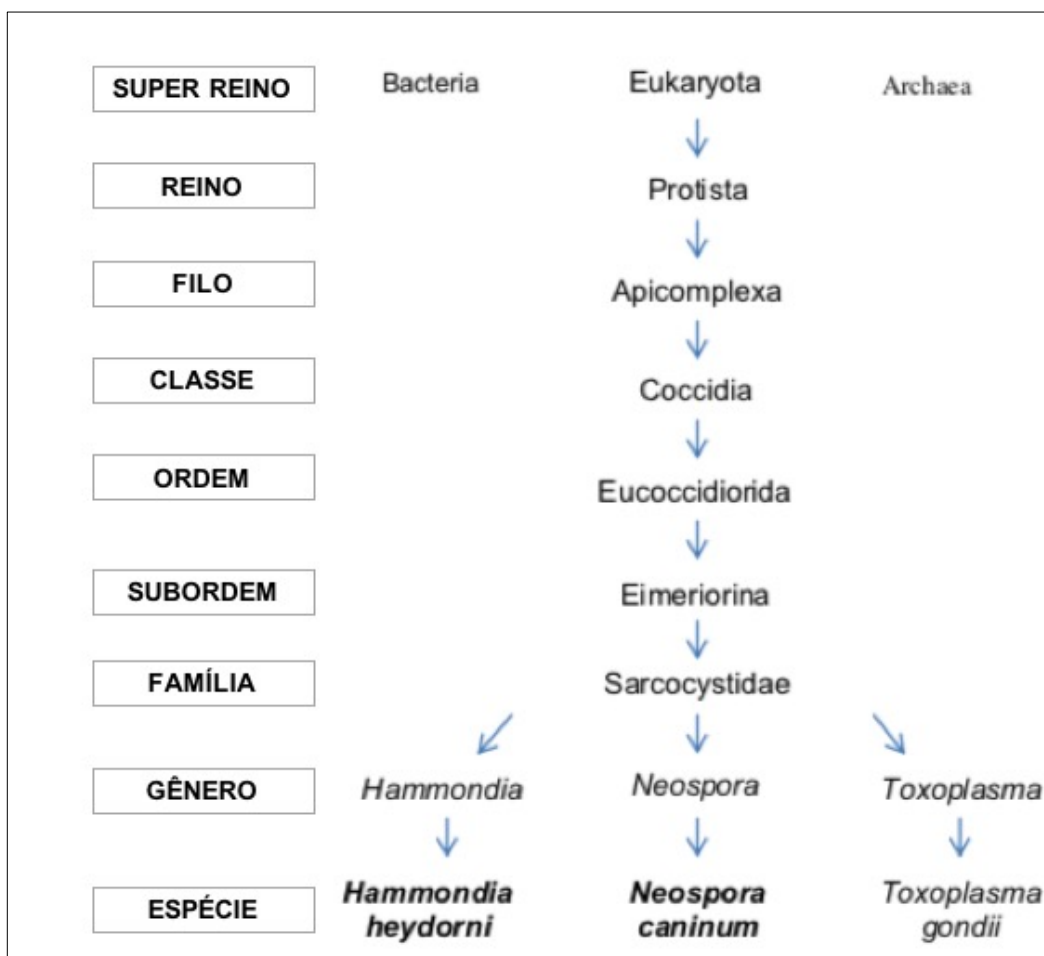 SUPER REINO Bacteria Eukaryota Archaea
REINO Protista
FILO Apicomplexa
CLASSE Coccidia
ORDEM Eucoccidiorida
SUBORDEM Eimeriorina
FAMÍLIA Sarcocystidae
GÊNERO Hammondia Neospora Toxoplasma
ESPÉCIE Hammondia heydorni Neospora caninum Toxoplasma gondii